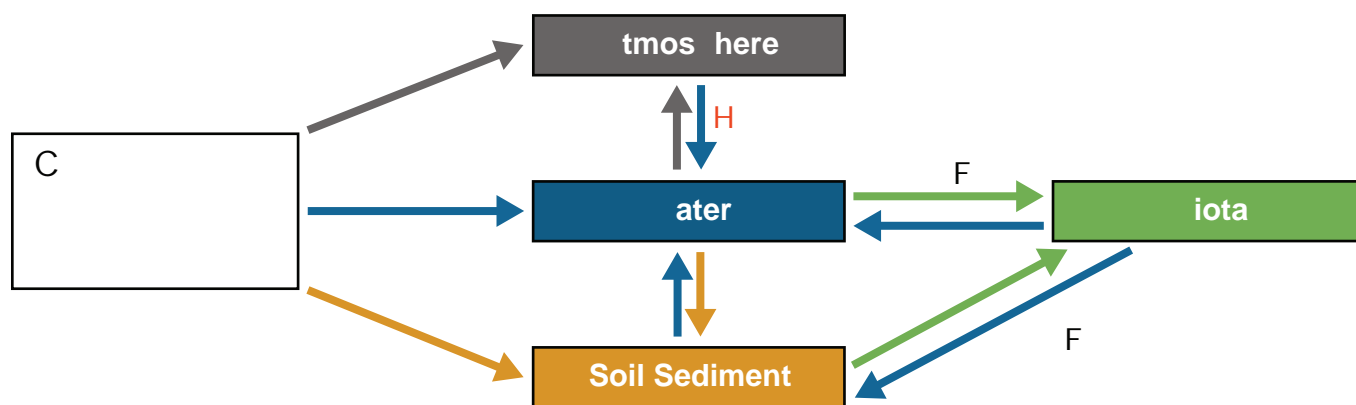 tmos here
H
C
F
ater
iota
Soil Sediment
F